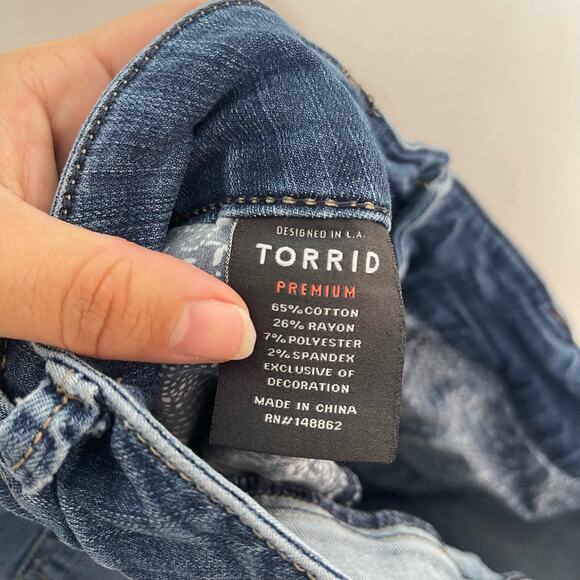 DESIGNED IN L.A.
TORRID
PREMIUM
65%COTTON
26%RAYON
7%POLYESTER
2%SPANDEX
EXCLUSIVE OF
DECORATION
MADE IN CHINA
RN#148862